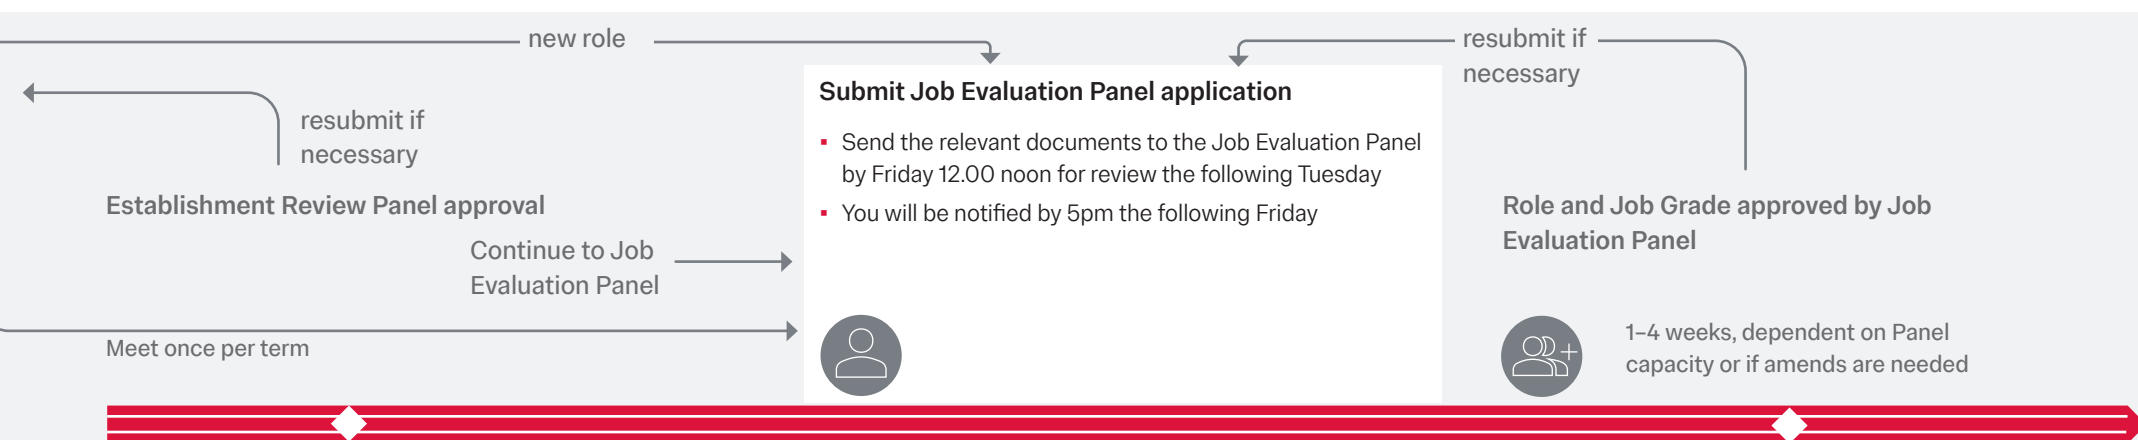 new role
resubmit if
necessary
Establishment Review Panel approval
Continue to Job
Evaluation Panel
Meet once per term
Submit Job Evaluation Panel application
▪ Send the relevant documents to the Job Evaluation Panel
by Friday 12.00 noon for review the following Tuesday
▪ You will be notified by 5pm the following Friday
resubmit if
necessary
Role and Job Grade approved by Job
Evaluation Panel
1–4 weeks, dependent on Panel
capacity or if amends are needed